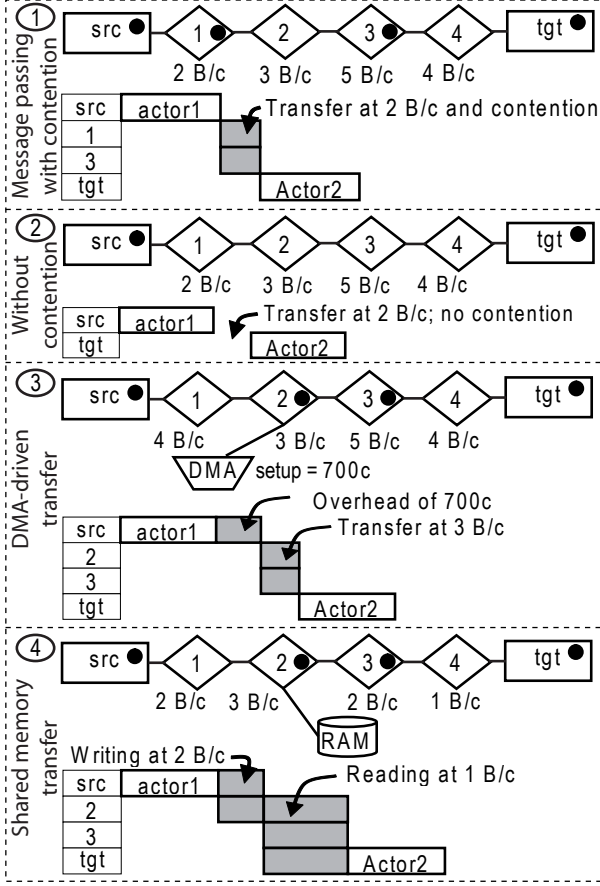 1
Message passing
with contention
src 1 2 3 4 tgt
2 B/c 3 B/c 5 B/c 4 B/c
src actor1 Transfer at 2 B/c and contention
1
3
tgt Actor2
2
Without
contention
src 1 2 3 4 tgt
2 B/c 3 B/c 5 B/c 4 B/c
src actor1 Transfer at 2 B/c; no contention
tgt Actor2
3
DMA-driven
transfer
src 1 2 3 4 tgt
4 B/c 3 B/c 5 B/c 4 B/c
DMA setup = 700c
Overhead of 700c
src actor1 Transfer at 3 B/c
2
3
tgt Actor2
4
Shared memory
transfer
src 1 2 3 4 tgt
2 B/c 3 B/c 2 B/c 1 B/c
RAM
Writing at 2 B/c
Reading at 1 B/c
src actor1
2
3
tgt Actor2